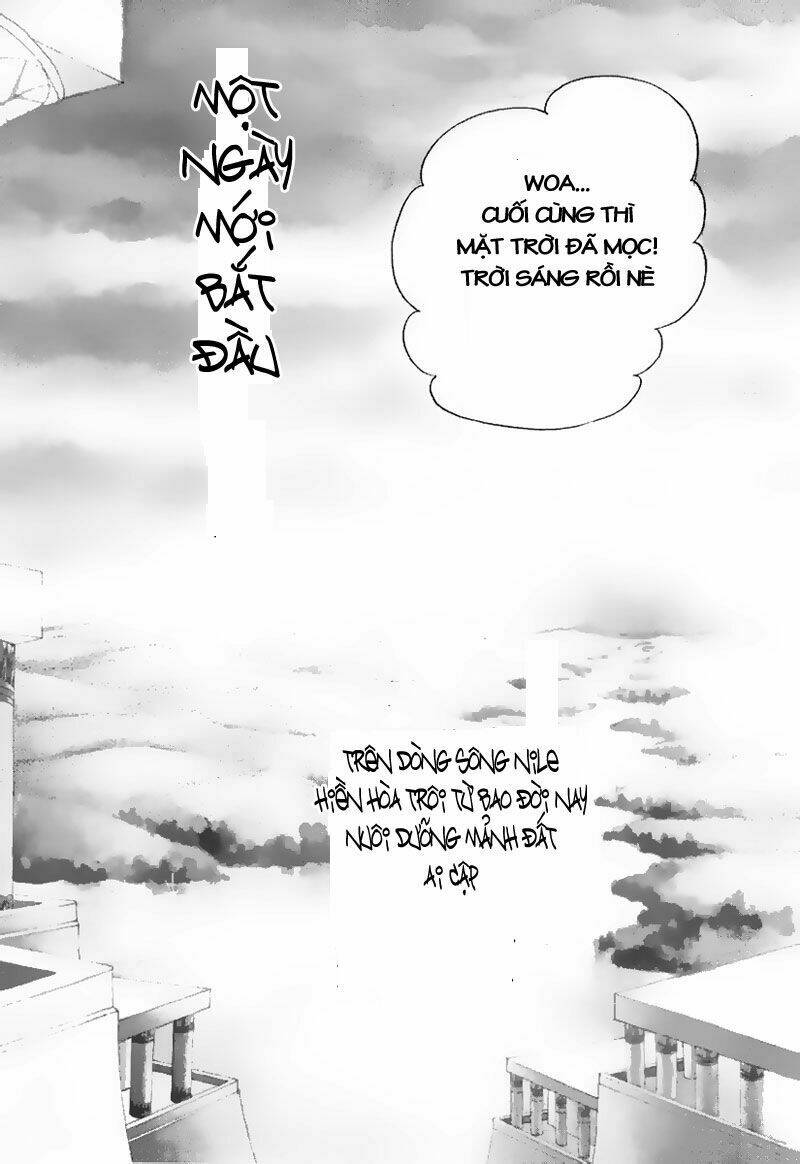 MỘT
NGÀY
MỚI
BẮT
ĐẦU
WOA...
CUỐI CÙNG THÌ
MẶT TRỜI ĐÃ MỌC!
TRỜI SÁNG RỒI NÈ
TRÊN DÒNG SÔNG NILE
HIỀN HÒA TRÔI TỪ BAO ĐỜI NAY
NUÔI DƯỠNG MẢNH ĐẤT
AI CẬP